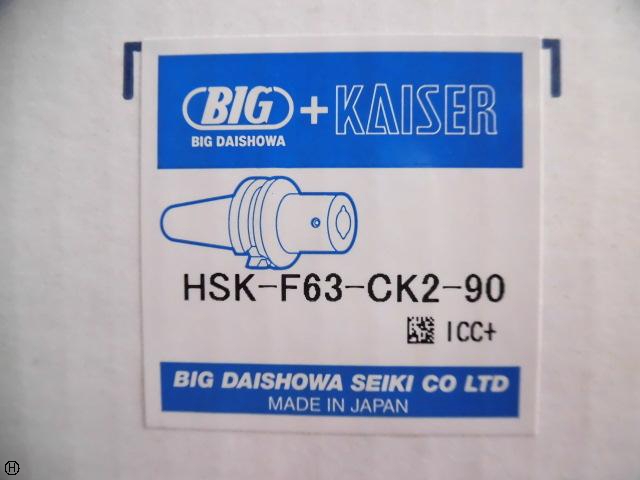 BIG + KAISER
BIG DAISHOWA
HSK-F63-CK2-90
ICC+
BIG DAISHOWA SEIKI CO LTD
MADE IN JAPAN
H